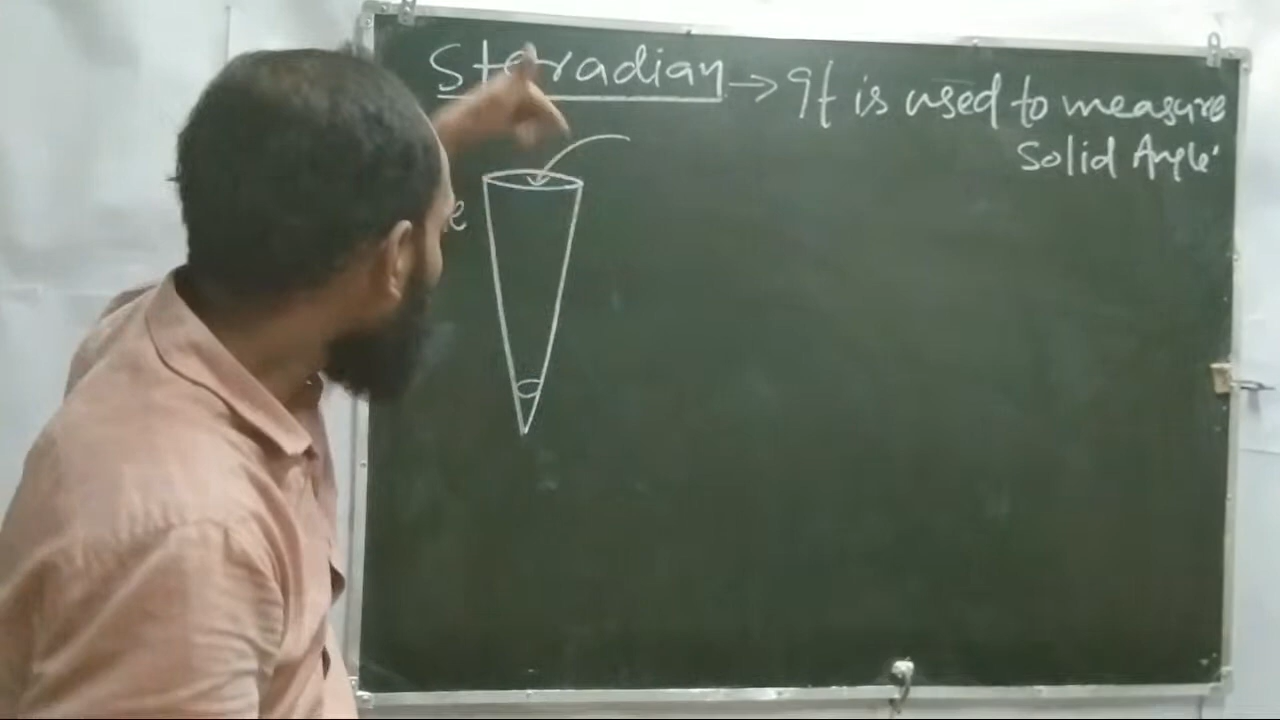 Steradian → It is used to measure
Solid Angle.